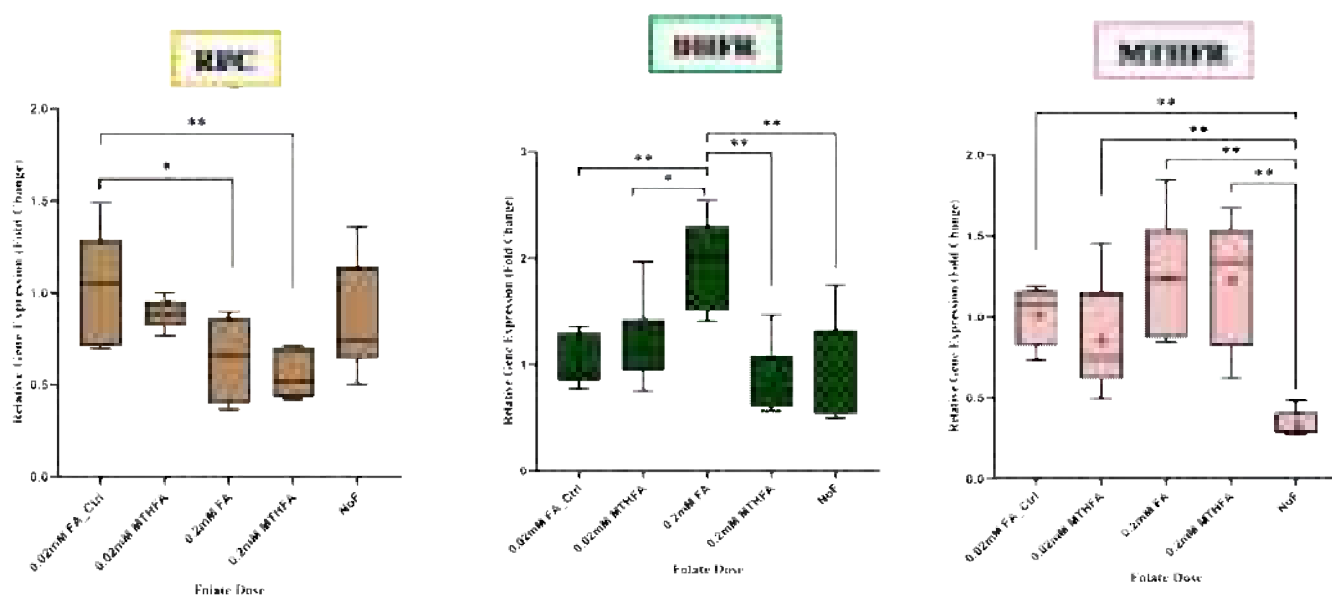 RFC
DHFR
MTHFR
Relative Gene Expression (Fold Change)
2.0
1.5
1.0
0.5
0.0
**
*
0.02mM FA_Ctrl
0.02mM MTHFA
0.2mM FA
0.2mM MTHFA
NoF
Folate Dose
Relative Gene Expression (Fold Change)
3
2
1
0
**
*
**
**
0.02mM FA_Ctrl
0.02mM MTHFA
0.2mM FA
0.2mM MTHFA
NoF
Folate Dose
Relative Gene Expression (Fold Change)
2.0
1.5
1.0
0.5
0.0
**
**
**
**
0.02mM FA_Ctrl
0.02mM MTHFA
0.2mM FA
0.2mM MTHFA
NoF
Folate Dose